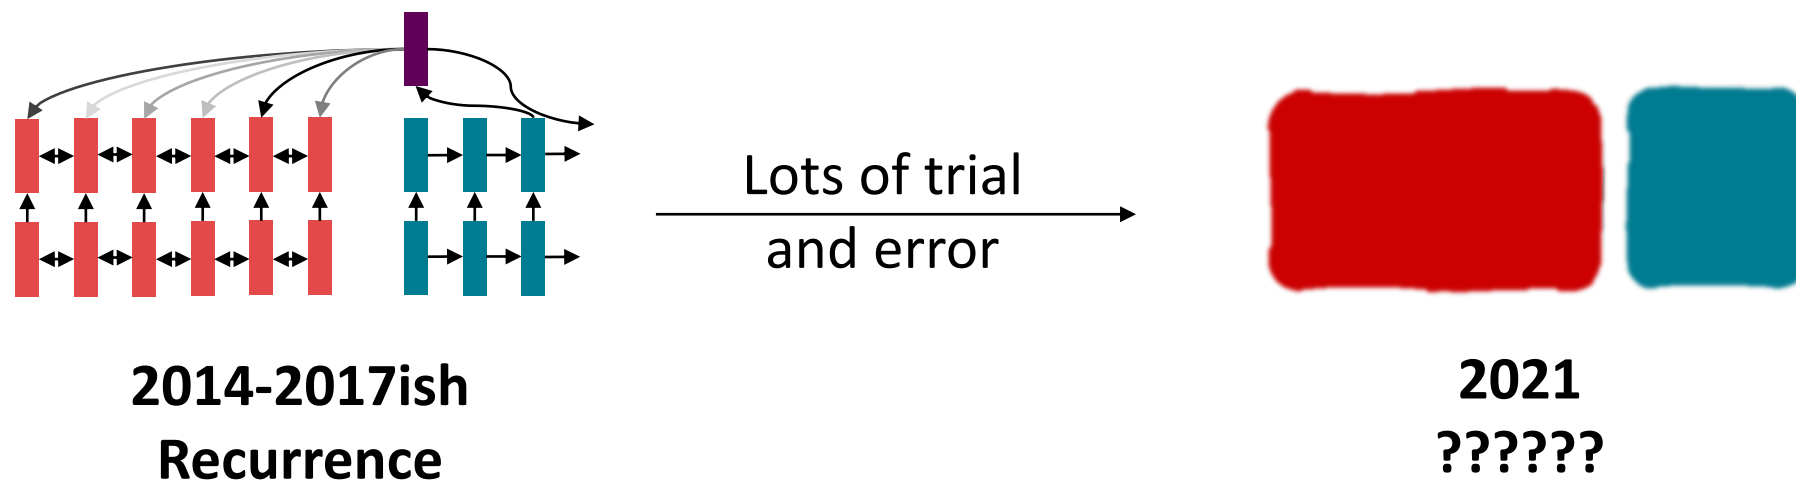 Lots of trial
and error
2014-2017ish
Recurrence
2021
??????